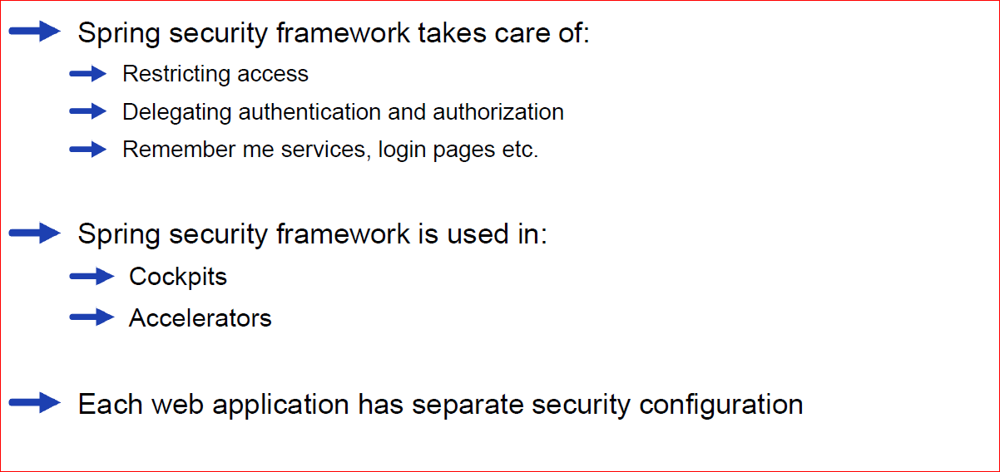 Spring security framework takes care of:
Restricting access
Delegating authentication and authorization
Remember me services, login pages etc.
Spring security framework is used in:
Cockpits
Accelerators
Each web application has separate security configuration